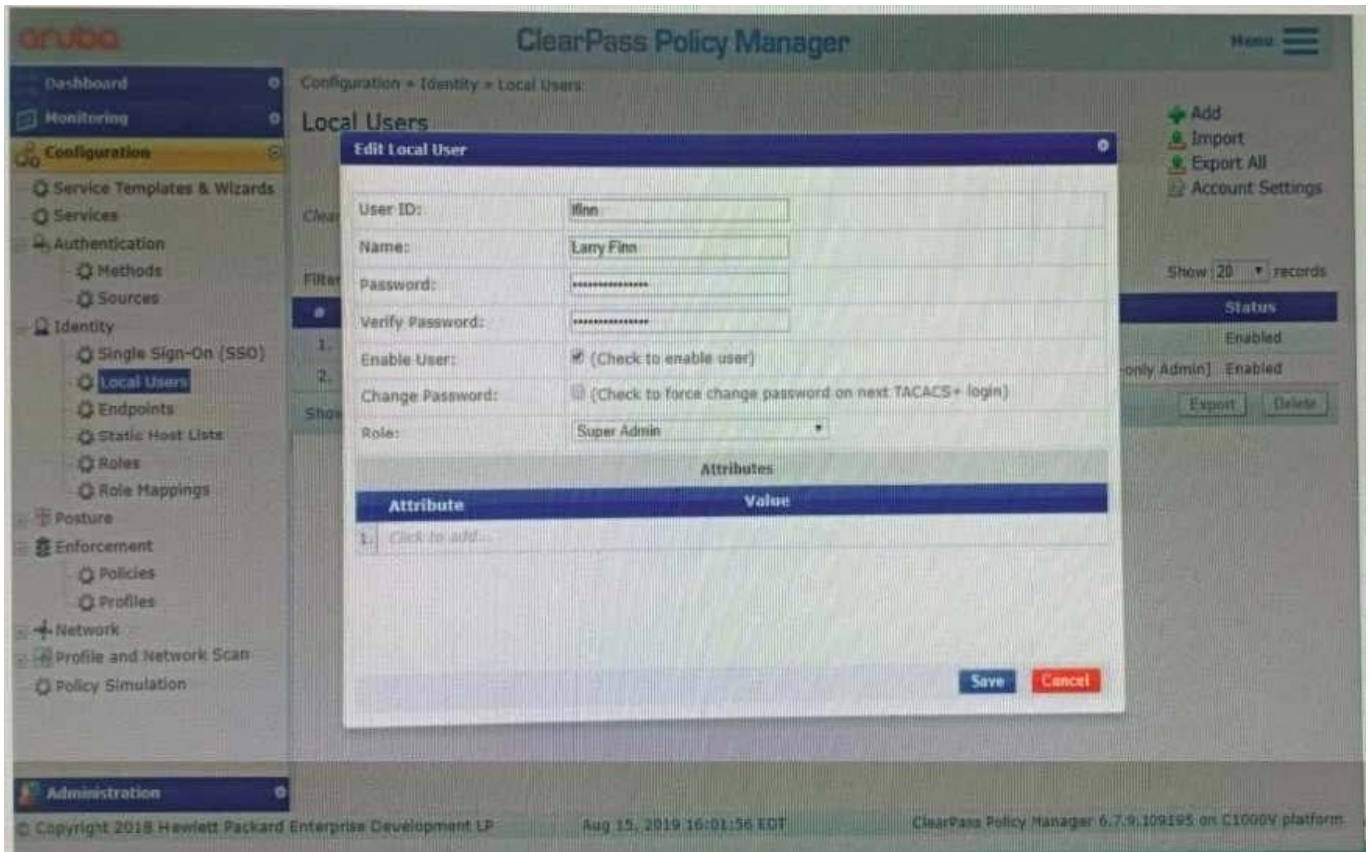 aruba
ClearPass Policy Manager
Menu
Dashboard
Monitoring
Configuration
Service Templates & Wizards
Services
Authentication
Methods
Sources
Identity
Single Sign-On (SSO)
Local Users
Endpoints
Static Host Lists
Roles
Role Mappings
Posture
Enforcement
Policies
Profiles
Network
Profile and Network Scan
Policy Simulation
Administration
Configuration » Identity » Local Users
Local Users
Add
Import
Export All
Account Settings
Clear
Filter
Show 20 records
#
Status
1.
Enabled
2.
-only Admin] Enabled
Show
Export
Delete
Edit Local User
User ID: lfinn
Name: Larry Finn
Password:
Verify Password:
Enable User: (Check to enable user)
Change Password: (Check to force change password on next TACACS+ login)
Role: Super Admin
Attributes
Attribute Value
1. Click to add...
Save
Cancel
© Copyright 2018 Hewlett Packard Enterprise Development LP
Aug 15, 2019 16:01:56 EDT
ClearPass Policy Manager 6.7.9.109195 on C1000V platform